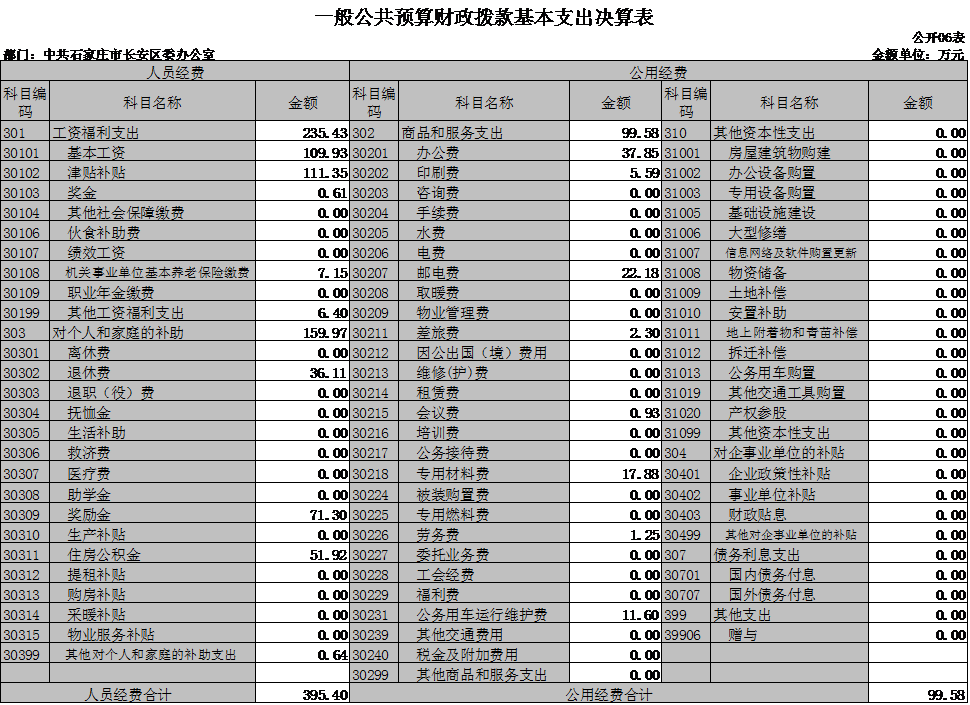 一般公共预算财政拨款基本支出决算表
公开06表
部门：中共石家庄市长安区委办公室 金额单位：万元
人员经费 公用经费
科目编码 科目名称 金额 科目编码 科目名称 金额 科目编码 科目名称 金额
301 工资福利支出 235.43 302 商品和服务支出 99.58 310 其他资本性支出 0.00
30101 基本工资 109.93 30201 办公费 37.85 31001 房屋建筑物购建 0.00
30102 津贴补贴 111.35 30202 印刷费 5.59 31002 办公设备购置 0.00
30103 奖金 0.61 30203 咨询费 0.00 31003 专用设备购置 0.00
30104 其他社会保障缴费 0.00 30204 手续费 0.00 31005 基础设施建设 0.00
30106 伙食补助费 0.00 30205 水费 0.00 31006 大型修缮 0.00
30107 绩效工资 0.00 30206 电费 0.00 31007 信息网络及软件购置更新 0.00
30108 机关事业单位基本养老保险缴费 7.15 30207 邮电费 22.18 31008 物资储备 0.00
30109 职业年金缴费 0.00 30208 取暖费 0.00 31009 土地补偿 0.00
30199 其他工资福利支出 6.40 30209 物业管理费 0.00 31010 安置补助 0.00
303 对个人和家庭的补助 159.97 30211 差旅费 2.30 31011 地上附着物和青苗补偿 0.00
30301 离休费 0.00 30212 因公出国（境）费用 0.00 31012 拆迁补偿 0.00
30302 退休费 36.11 30213 维修(护)费 0.00 31013 公务用车购置 0.00
30303 退职（役）费 0.00 30214 租赁费 0.00 31019 其他交通工具购置 0.00
30304 抚恤金 0.00 30215 会议费 0.93 31020 产权参股 0.00
30305 生活补助 0.00 30216 培训费 0.00 31099 其他资本性支出 0.00
30306 救济费 0.00 30217 公务接待费 0.00 304 对企事业单位的补贴 0.00
30307 医疗费 0.00 30218 专用材料费 17.88 30401 企业政策性补贴 0.00
30308 助学金 0.00 30224 被装购置费 0.00 30402 事业单位补贴 0.00
30309 奖励金 71.30 30225 专用燃料费 0.00 30403 财政贴息 0.00
30310 生产补贴 0.00 30226 劳务费 1.25 30499 其他对企事业单位的补贴 0.00
30311 住房公积金 51.92 30227 委托业务费 0.00 307 债务利息支出 0.00
30312 提租补贴 0.00 30228 工会经费 0.00 30701 国内债务付息 0.00
30313 购房补贴 0.00 30229 福利费 0.00 30707 国外债务付息 0.00
30314 采暖补贴 0.00 30231 公务用车运行维护费 11.60 399 其他支出 0.00
30315 物业服务补贴 0.00 30239 其他交通费用 0.00 39906 赠与 0.00
30399 其他对个人和家庭的补助支出 0.64 30240 税金及附加费用 0.00
30299 其他商品和服务支出 0.00
人员经费合计 395.40 公用经费合计 99.58